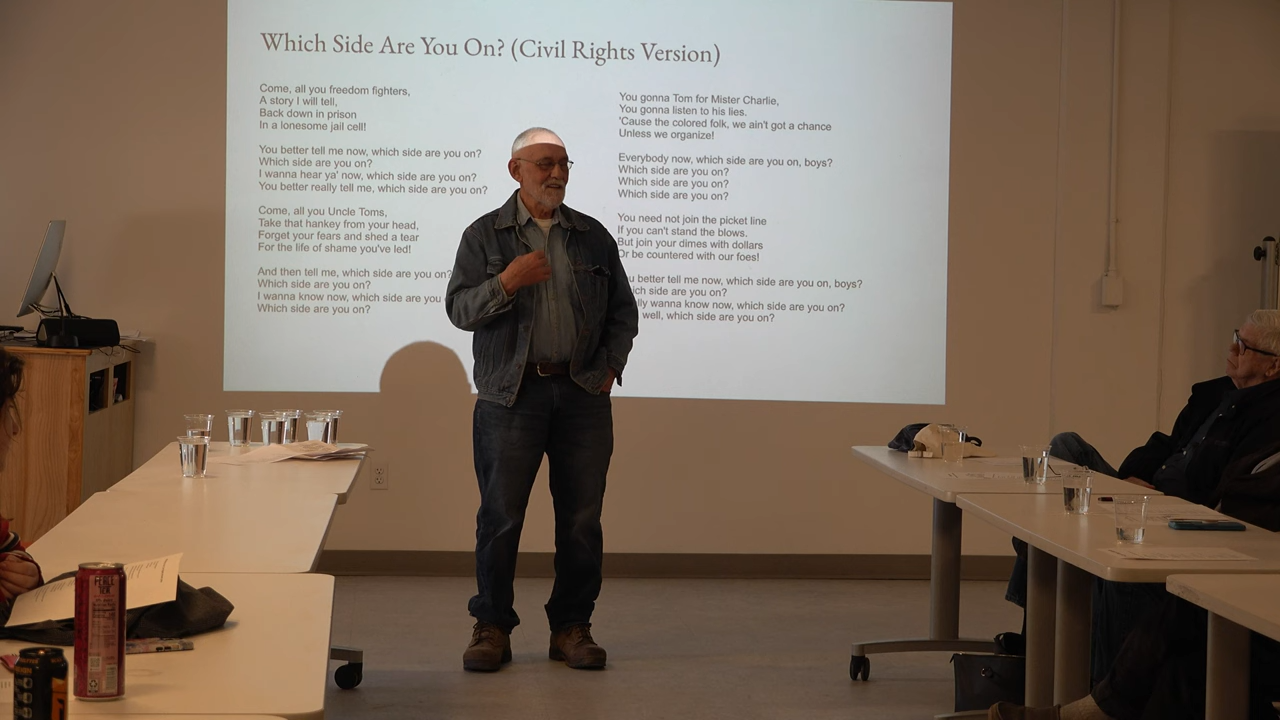 Which Side Are You On? (Civil Rights Version)
Come, all you freedom fighters,
A story I will tell,
Back down in prison
In a lonesome jail cell!
You better tell me now, which side are you on?
Which side are you on?
I wanna hear ya' now, which side are you on?
You better really tell me, which side are you on?
Come, all you Uncle Toms,
Take that hankey from your head,
Forget your fears and shed a tear
For the life of shame you've led!
And then tell me, which side are you on?
Which side are you on?
I wanna know now, which side are you
Which side are you on?
You gonna Tom for Mister Charlie,
You gonna listen to his lies.
'Cause the colored folk, we ain't got a chance
Unless we organize!
Everybody now, which side are you on, boys?
Which side are you on?
Which side are you on?
Which side are you on?
You need not join the picket line
If you can't stand the blows.
But join your dimes with dollars
Or be countered with our foes!
better tell me now, which side are you on, boys?
side are you on?
wanna know now, which side are you on?
well, which side are you on?